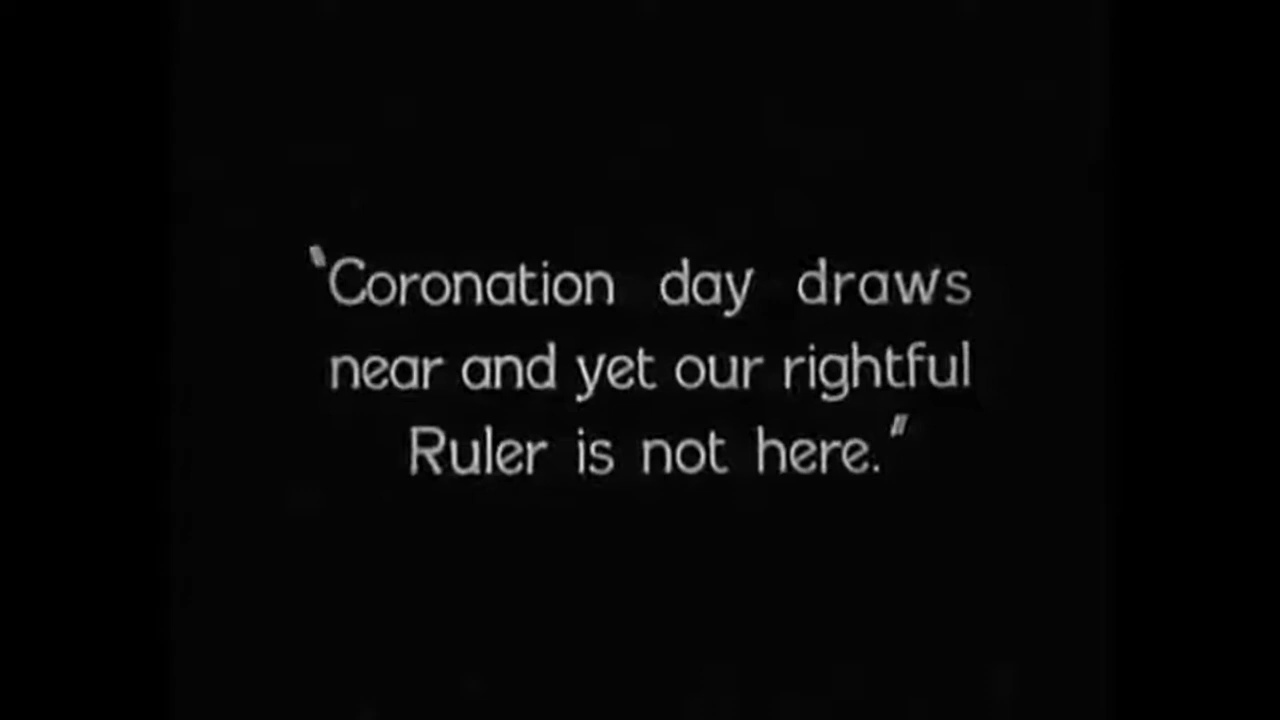 "Coronation day draws
near and yet our rightful
Ruler is not here."